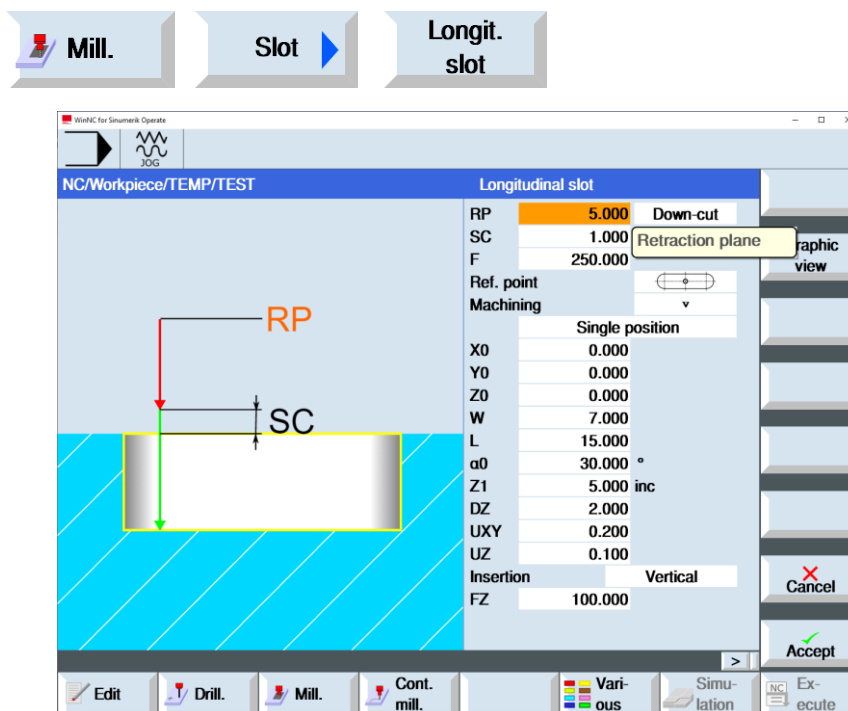 Mill.
Slot
Longit.
slot
WinNC for Sinumerik Operate
JOG
NC/Workpiece/TEMP/TEST
Longitudinal slot
RP 5.000 Down-cut
SC 1.000
Retraction plane
F 250.000
raphic
view
Ref. point
Machining v
Single position
X0 0.000
Y0 0.000
Z0 0.000
W 7.000
L 15.000
α0 30.000 °
Z1 5.000 inc
DZ 2.000
UXY 0.200
UZ 0.100
Insertion Vertical
FZ 100.000
RP
SC
Cancel
Accept
>
Edit
Drill.
Mill.
Cont.
mill.
Vari-
ous
Simu-
lation
NC
Ex-
ecute